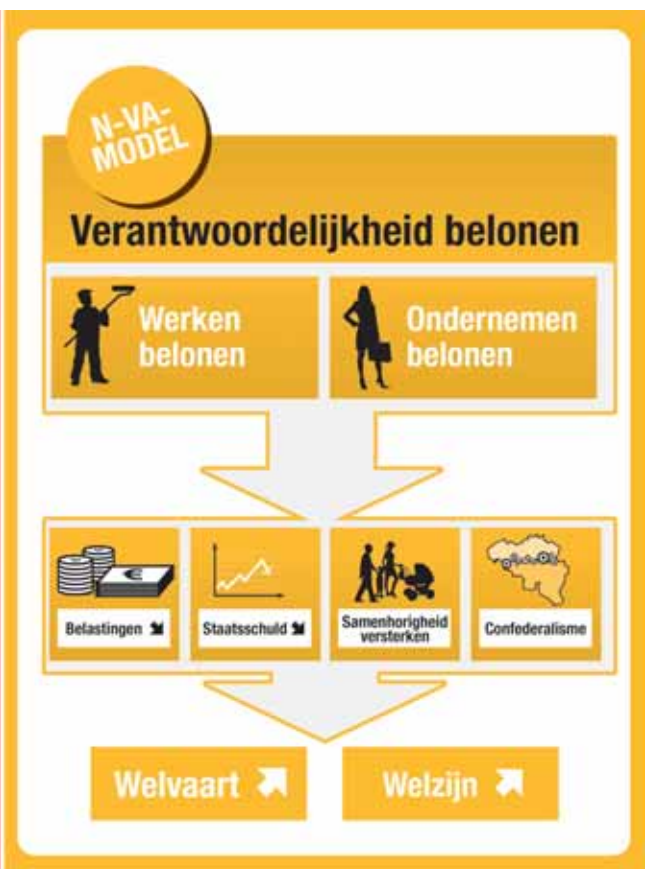 N-VA-
MODEL
Verantwoordelijkheid belonen
Werken
belonen
Ondernemen
belonen
€
Belastingen
Staatsschuld
Samenhorigheid
versterken
Confederalisme
Welvaart
Welzijn